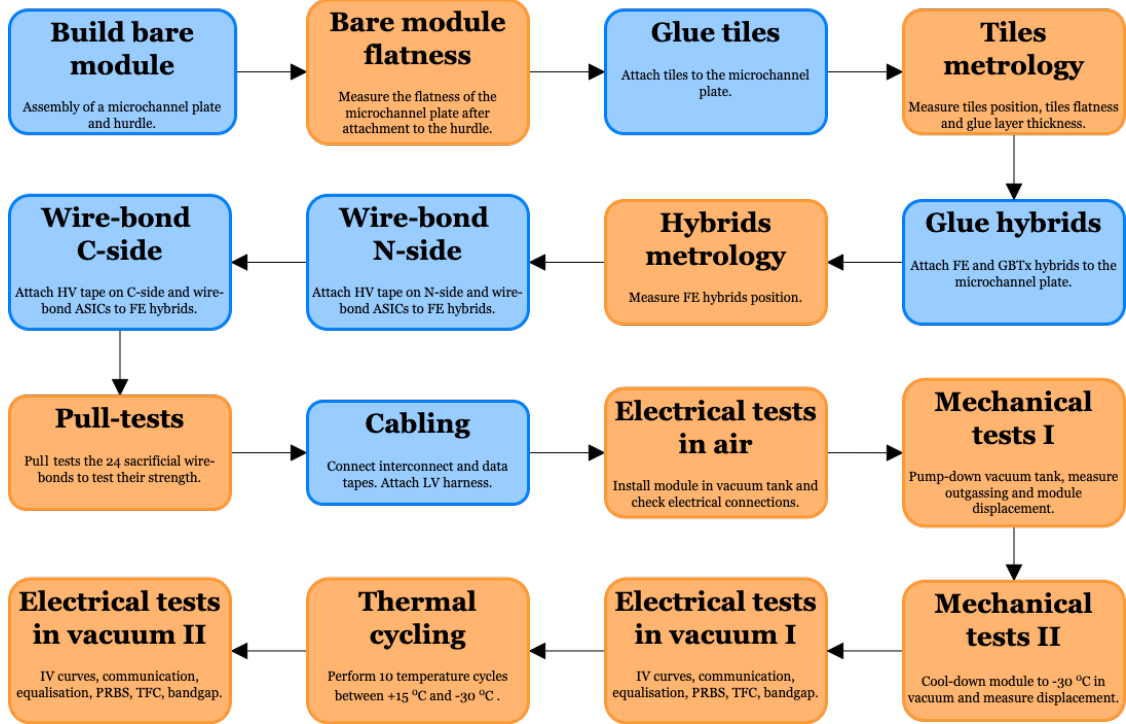 Build bare
module
Assembly of a microchannel plate
and hurdle.
Bare module
flatness
Measure the flatness of the
microchannel plate after
attachment to the hurdle.
Glue tiles
Attach tiles to the microchannel
plate.
Tiles
metrology
Measure tiles position, tiles flatness
and glue layer thickness.
Wire-bond
C-side
Attach HV tape on C-side and wire-
bond ASICs to FE hybrids.
Wire-bond
N-side
Attach HV tape on N-side and wire-
bond ASICs to FE hybrids.
Hybrids
metrology
Measure FE hybrids position.
Glue hybrids
Attach FE and GBTx hybrids to the
microchannel plate.
Pull-tests
Pull tests the 24 sacrificial wire-
bonds to test their strength.
Cabling
Connect interconnect and data
tapes. Attach LV harness.
Electrical tests
in air
Install module in vacuum tank and
check electrical connections.
Mechanical
tests I
Pump-down vacuum tank, measure
outgassing and module
displacement.
Electrical tests
in vacuum II
IV curves, communication,
equalisation, PRBS, TFC, bandgap.
Thermal
cycling
Perform 10 temperature cycles
between +15 ⁰C and -30 ⁰C .
Electrical tests
in vacuum I
IV curves, communication,
equalisation, PRBS, TFC, bandgap.
Mechanical
tests II
Cool-down module to -30 ⁰C in
vacuum and measure displacement.